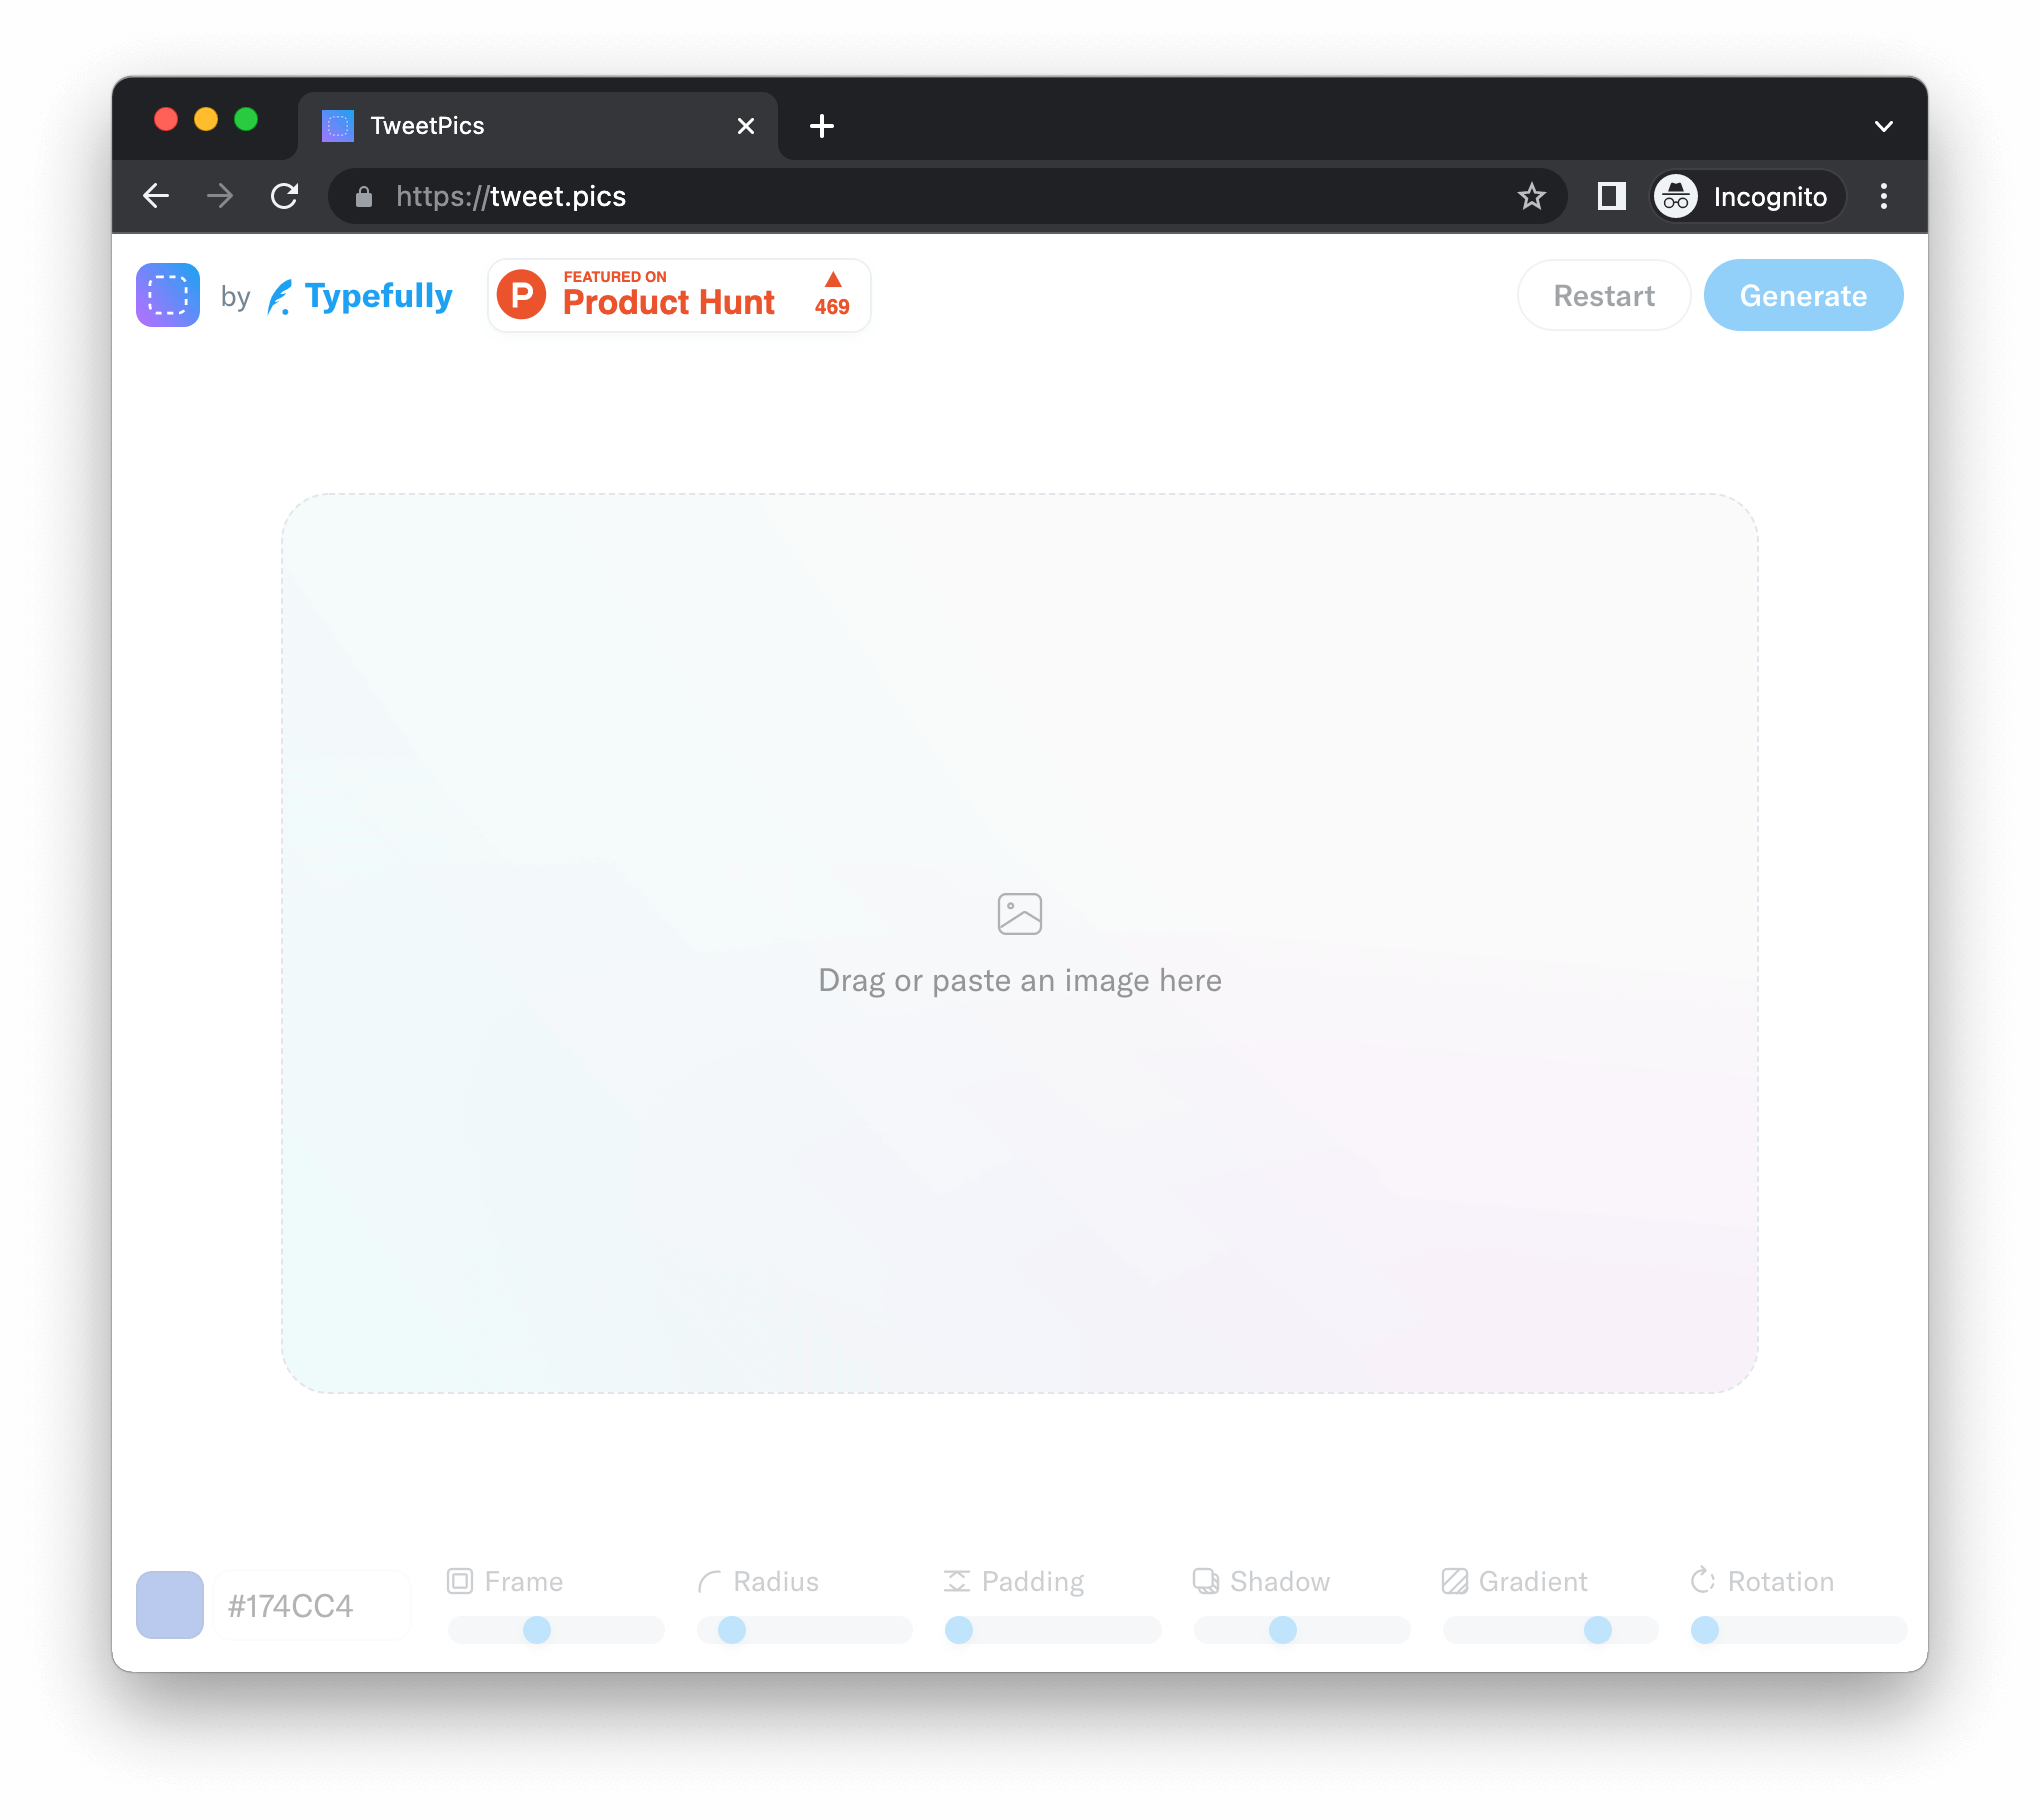 TweetPics
https://tweet.pics
Incognito
by Typefully
FEATURED ON
Product Hunt
469
Restart
Generate
Drag or paste an image here
#174CC4
Frame
Radius
Padding
Shadow
Gradient
Rotation